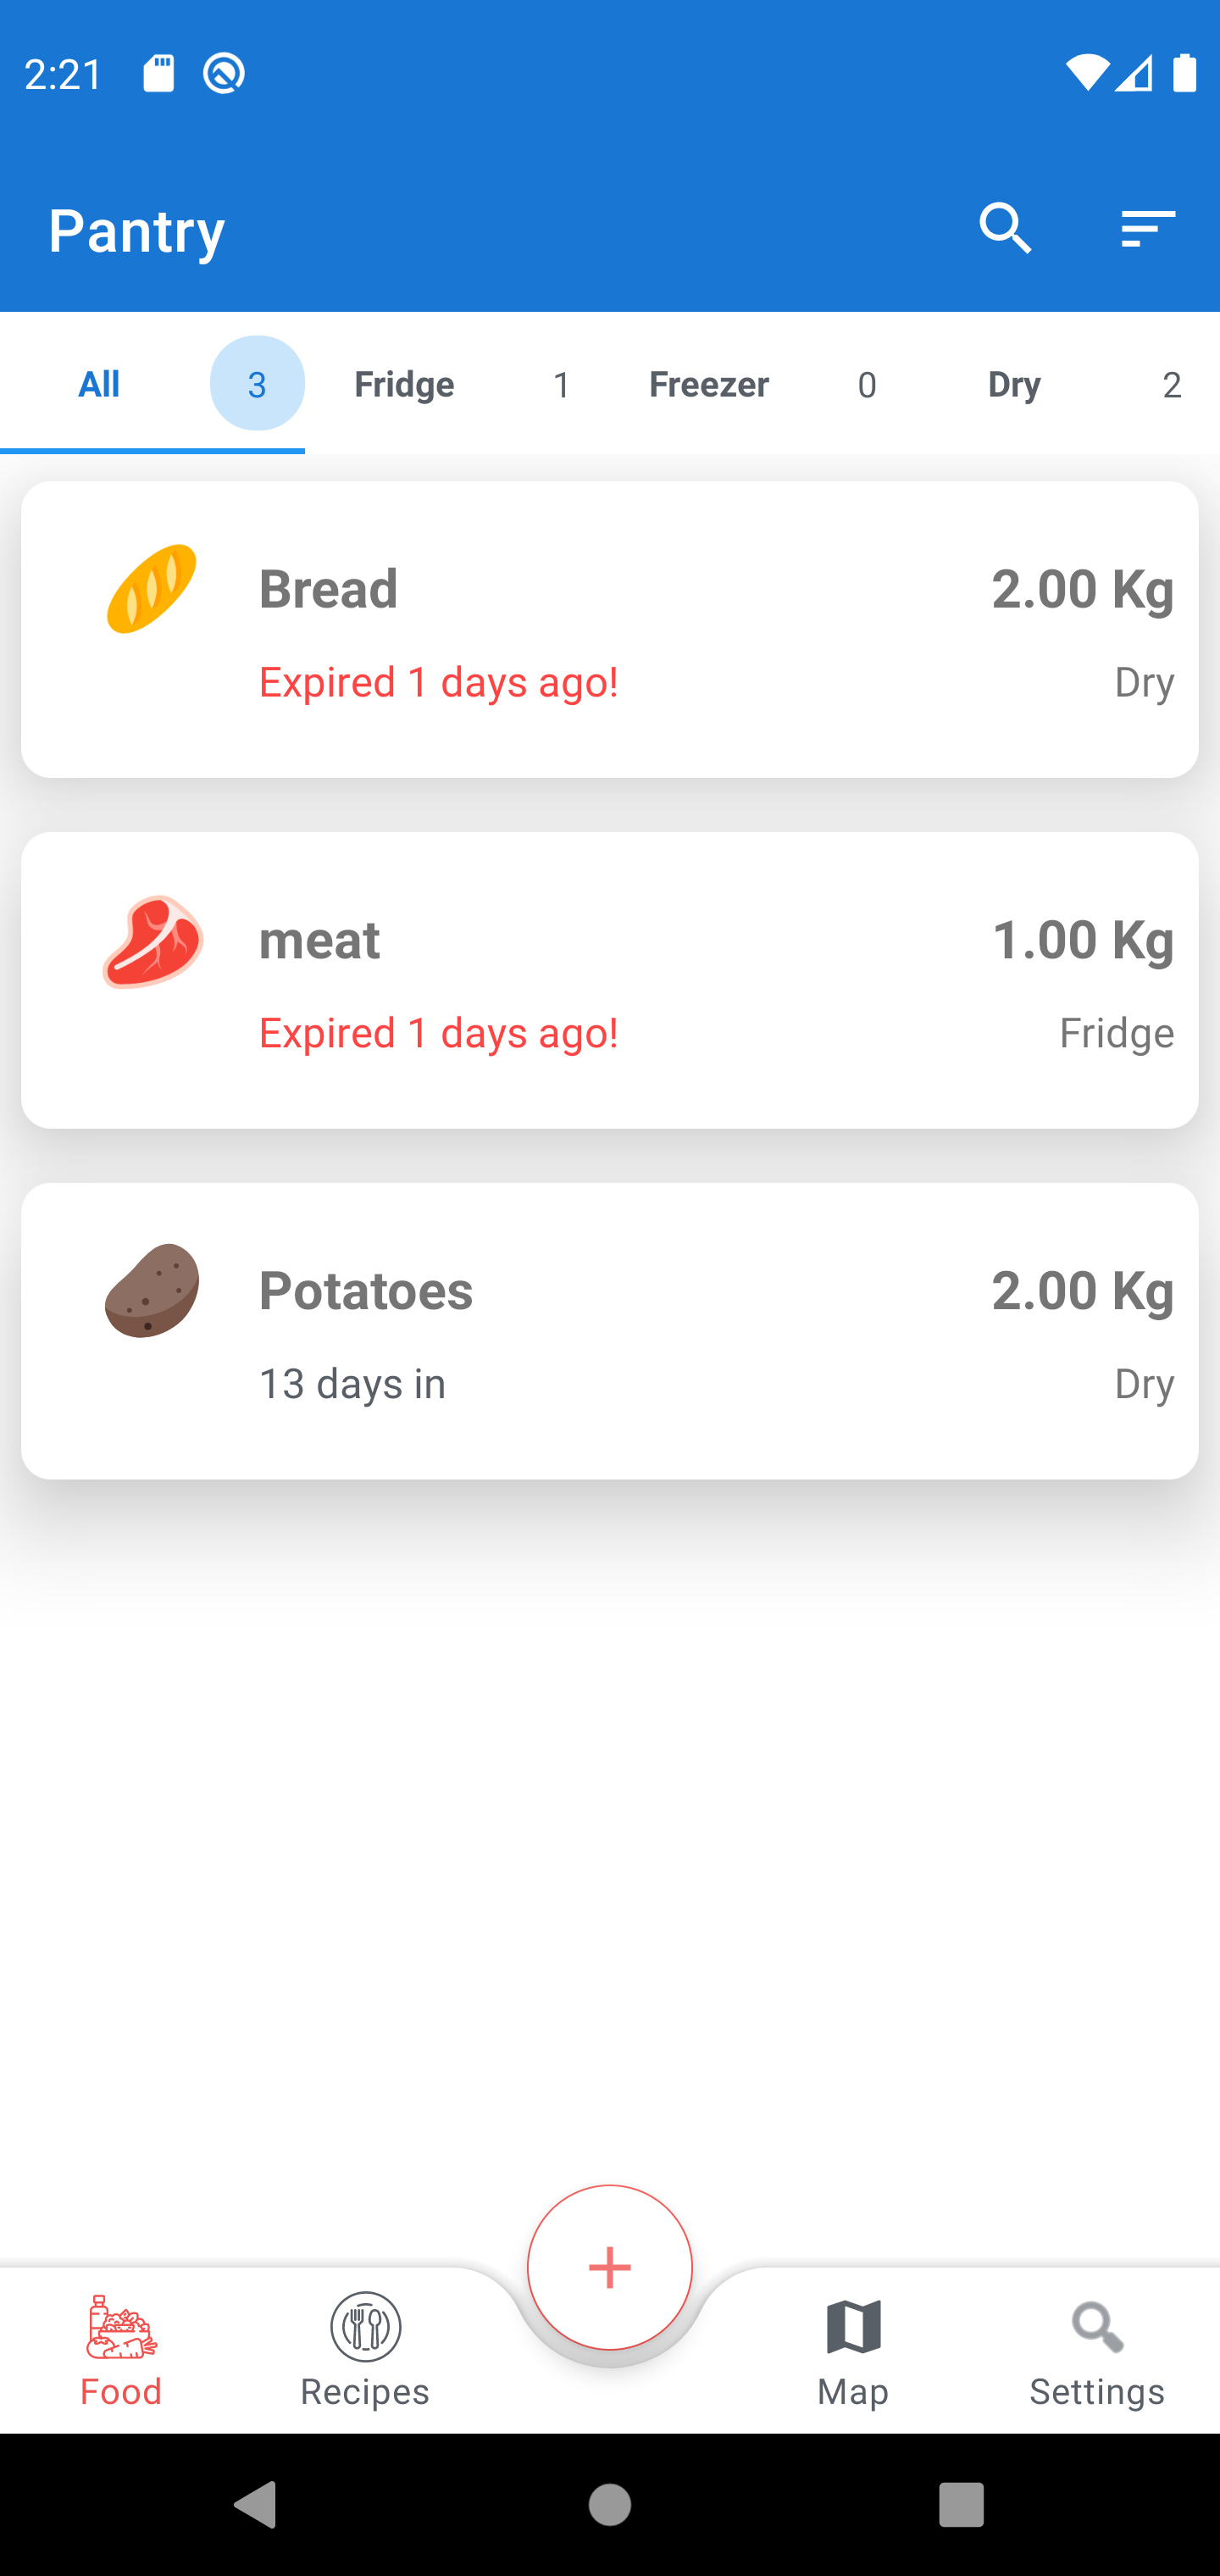 2:21
Pantry
All 3 Fridge 1 Freezer 0 Dry 2
Bread 2.00 Kg
Expired 1 days ago! Dry
meat 1.00 Kg
Expired 1 days ago! Fridge
Potatoes 2.00 Kg
13 days in Dry
Food Recipes Map Settings